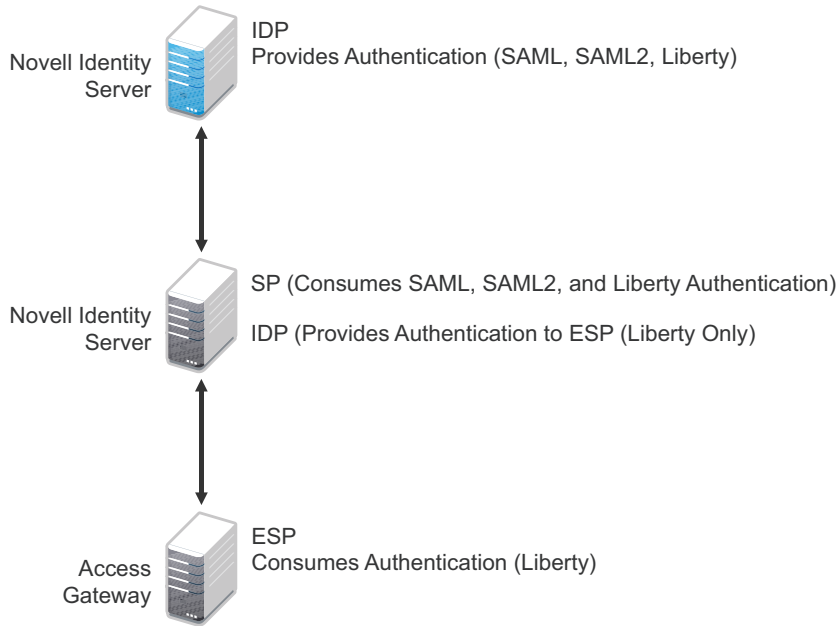 Novell Identity
Server
IDP
Provides Authentication (SAML, SAML2, Liberty)
Novell Identity
Server
SP (Consumes SAML, SAML2, and Liberty Authentication)
IDP (Provides Authentication to ESP (Liberty Only)
Access
Gateway
ESP
Consumes Authentication (Liberty)